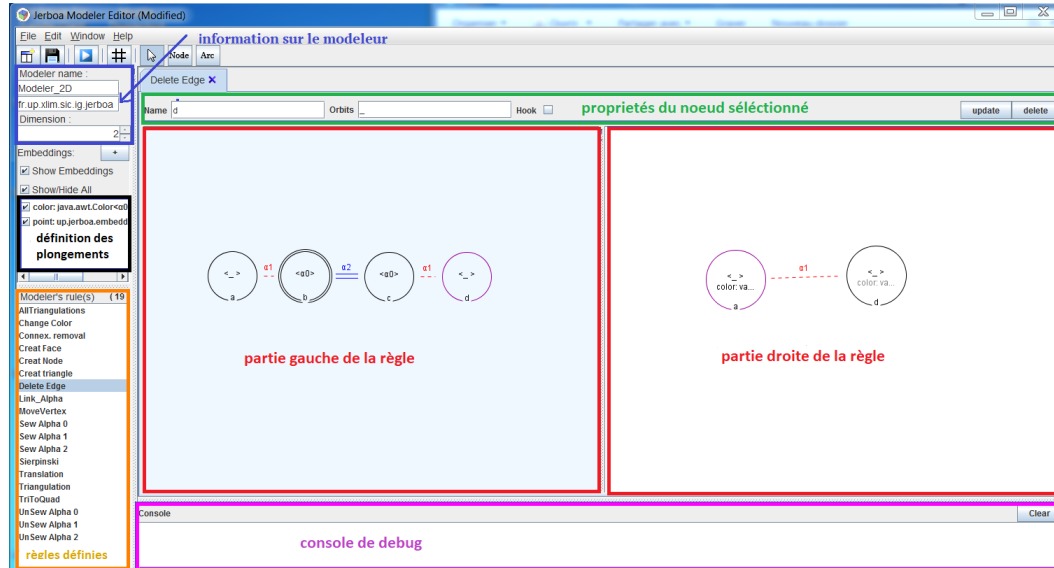 Jerboa Modeler Editor (Modified)
File Edit Window Help
information sur le modeleur
Node Arc
Modeler name :
Modeler_2D
fr.up.xlim.sic.ig.jerboa
Dimension :
2
Embeddings: +
Show Embeddings
Show/Hide All
color: java.awt.Color<α0
point: up.jerboa.embedd
définition des
plongements
Modeler's rule(s) (19
AllTriangulations
Change Color
Connex. removal
Creat Face
Creat Node
Creat triangle
Delete Edge
Link_Alpha
MoveVertex
Sew Alpha 0
Sew Alpha 1
Sew Alpha 2
Sierpinski
Translation
Triangulation
TriToQuad
UnSew Alpha 0
UnSew Alpha 1
UnSew Alpha 2
règles définies
Delete Edge ×
Name d Orbits _ Hook propriétés du noeud séléctionné update delete
<_> α1 <α0> α2 <α0> α1 <_>
a b c d
partie gauche de la règle
<_> α1 <_>
color: va... color: va...
a d
partie droite de la règle
Console Clear
console de debug